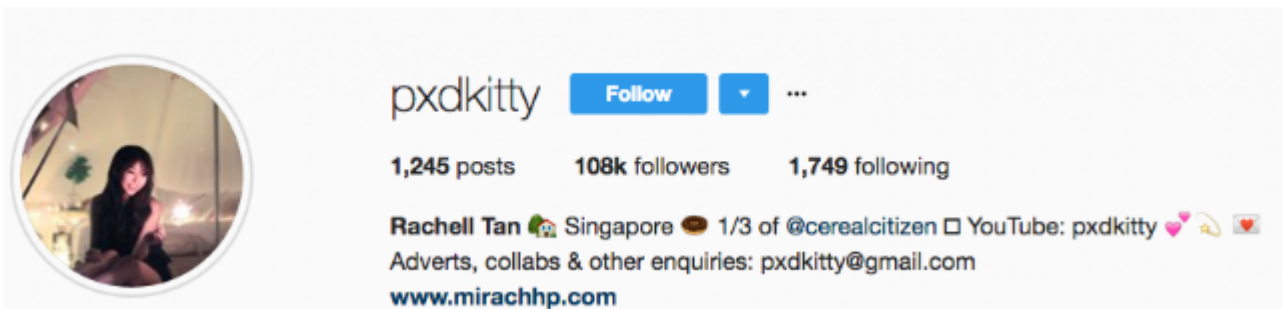 pxdkitty Follow ...
1,245 posts 108k followers 1,749 following
Rachell Tan 🏡 Singapore 🍩 1/3 of @cerealcitizen □ YouTube: pxdkitty 💕 💫 💌
Adverts, collabs & other enquiries: pxdkitty@gmail.com
www.mirachhp.com